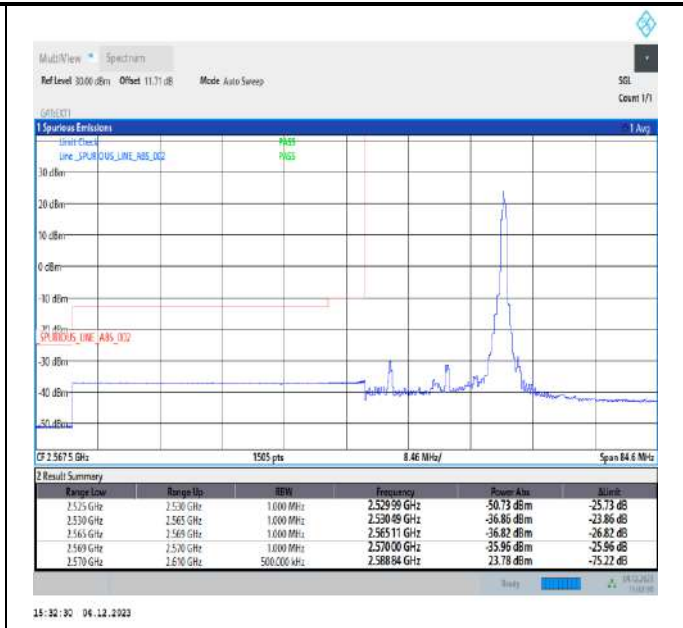 MultiView Spectrum
Ref Level 30.00 dBm Offset 11.71 dB Mode Auto Sweep SGL
Count 1/1
1 Spurious Emissions 1 Avg
Limit Check PASS
Line _SPURIOUS_LINE_ABS_002 PASS
30 dBm
20 dBm
10 dBm
0 dBm
-10 dBm
-20 dBm
SPURIOUS_LINE_ABS_002
-30 dBm
-40 dBm
-50 dBm
CF 2.5675 GHz 1505 pts 8.46 MHz/ Span 84.6 MHz
2 Result Summary
Range Low Range Up RBW Frequency Power Abs ΔLimit
2.525 GHz 2.530 GHz 1.000 MHz 2.52999 GHz -50.73 dBm -25.73 dB
2.530 GHz 2.565 GHz 1.000 MHz 2.53049 GHz -36.86 dBm -23.86 dB
2.565 GHz 2.569 GHz 1.000 MHz 2.56511 GHz -36.82 dBm -26.82 dB
2.569 GHz 2.570 GHz 1.000 MHz 2.57000 GHz -35.96 dBm -25.96 dB
2.570 GHz 2.610 GHz 500.000 kHz 2.58884 GHz 23.78 dBm -75.22 dB
Ready 04.12.2023
15:32:30 04.12.2023